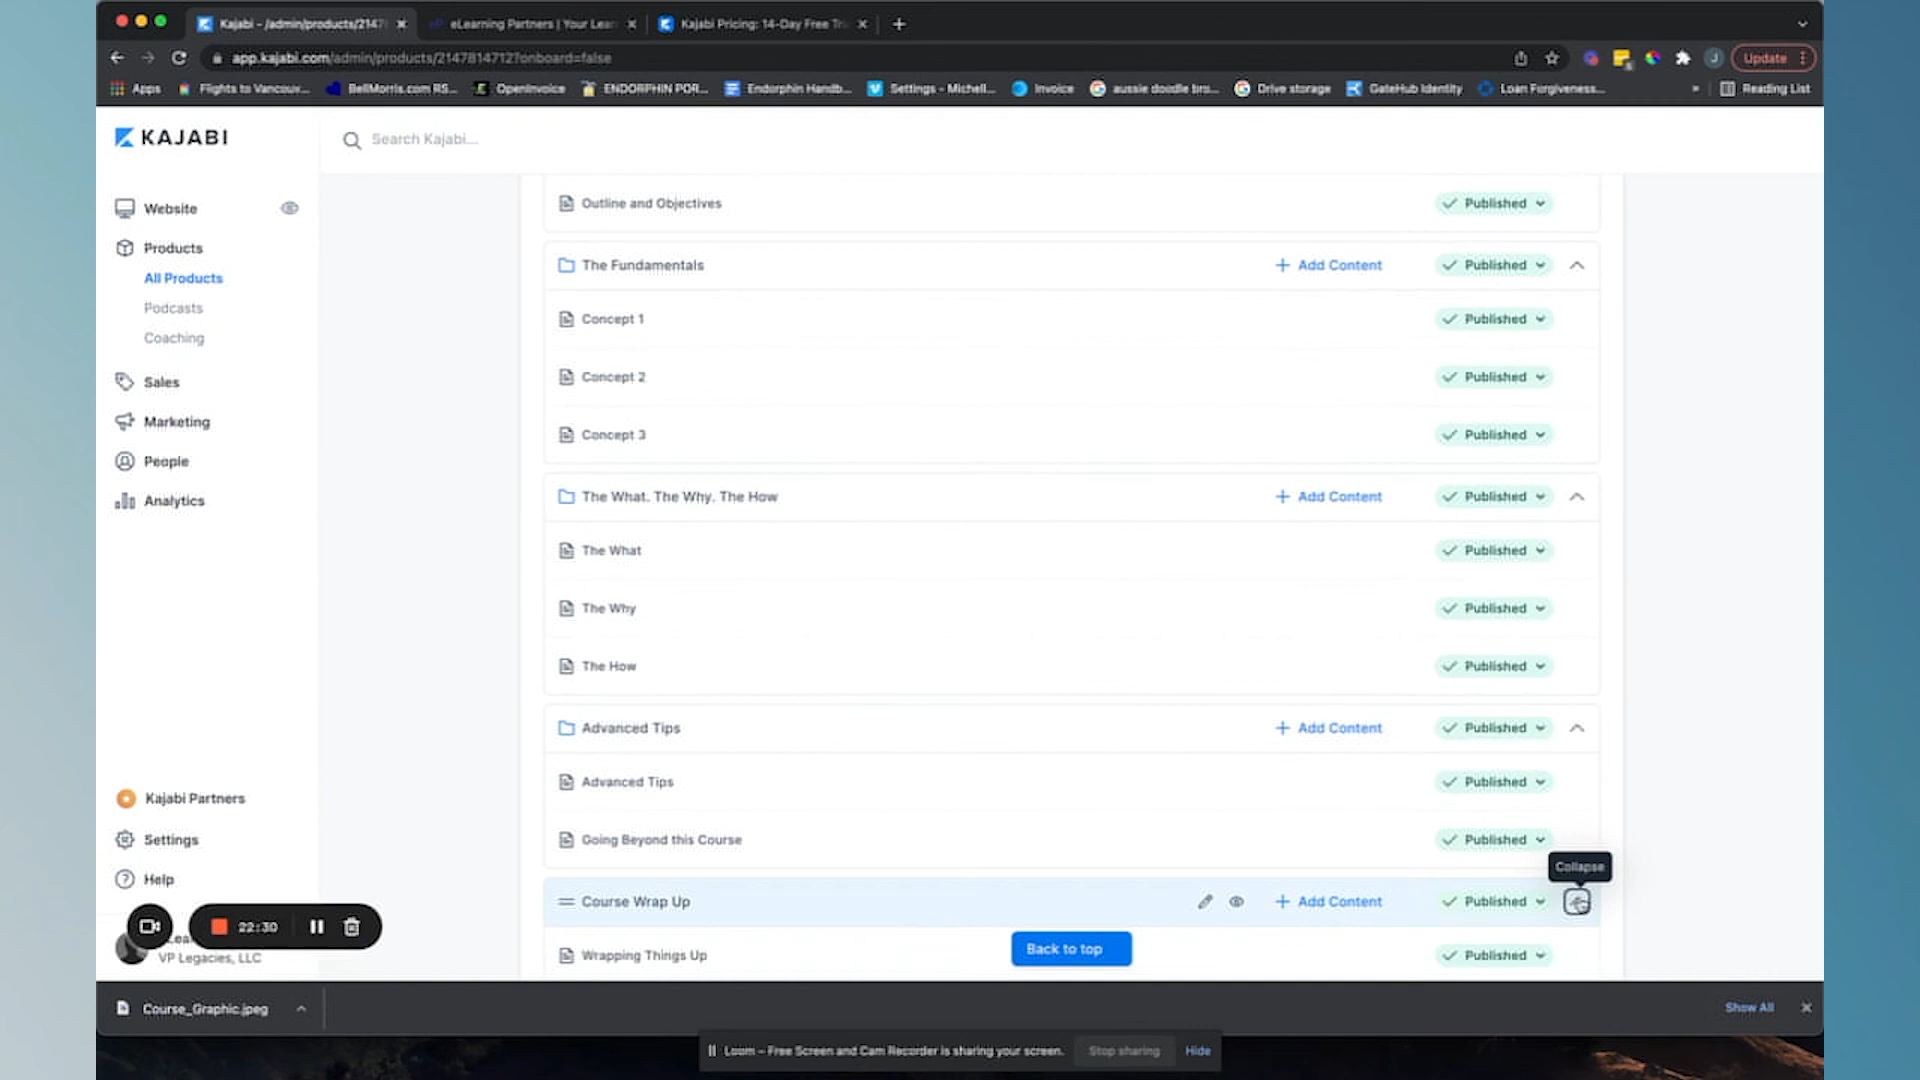 Kajabi - /admin/products/2147
eLearning Partners | Your Lear
Kajabi Pricing: 14-Day Free Tri
app.kajabi.com/admin/products/2147814712?onboard=false
J
Update
Apps
Flights to Vancouv...
BellMorris.com RS...
OpenInvoice
ENDORPHIN POR...
Endorphin Handb...
Settings - Michell...
Invoice
aussie doodle bro...
Drive storage
GateHub Identity
Loan Forgiveness...
»
Reading List
KAJABI
Search Kajabi...
Website
Products
All Products
Podcasts
Coaching
Sales
Marketing
People
Analytics
Kajabi Partners
Settings
Help
22:30
VP Legacies, LLC
Outline and Objectives
Published
The Fundamentals
+ Add Content
Published
Concept 1
Published
Concept 2
Published
Concept 3
Published
The What. The Why. The How
+ Add Content
Published
The What
Published
The Why
Published
The How
Published
Advanced Tips
+ Add Content
Published
Advanced Tips
Published
Going Beyond this Course
Published
Collapse
Course Wrap Up
+ Add Content
Published
Wrapping Things Up
Back to top
Published
Course_Graphic.jpeg
Show All
Loom – Free Screen and Cam Recorder is sharing your screen.
Stop sharing
Hide